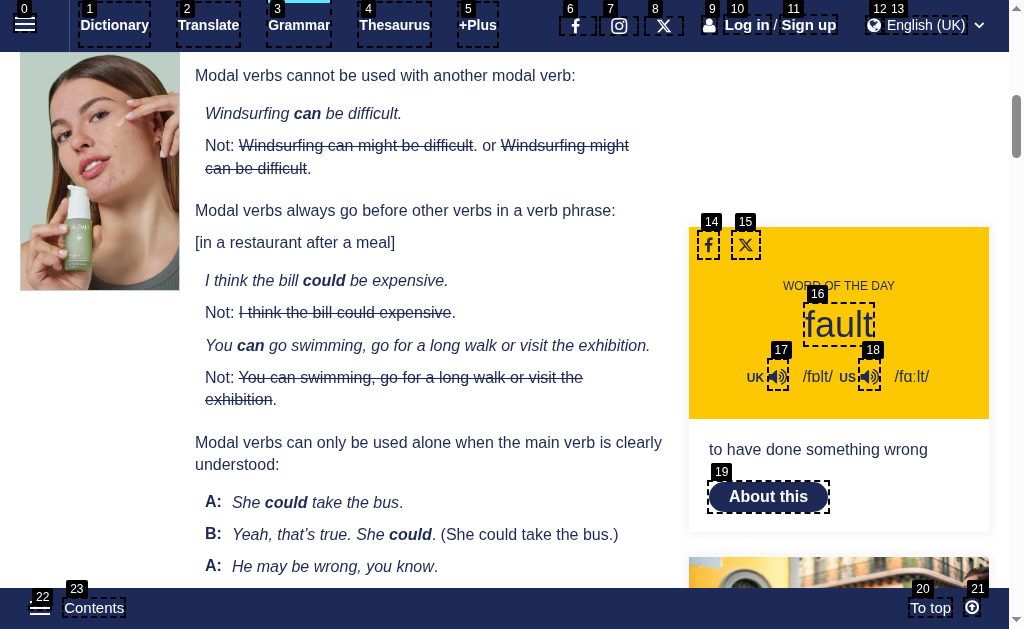 0 1 2 3 4 5 6 7 8 9 10 11 12 13
Dictionary Translate Grammar Thesaurus +Plus Log in / Sign up English (UK)
Modal verbs cannot be used with another modal verb:
Windsurfing can be difficult.
Not: Windsurfing can might be difficult. or Windsurfing might
can be difficult.
Modal verbs always go before other verbs in a verb phrase:
[in a restaurant after a meal]
I think the bill could be expensive.
Not: I think the bill could expensive.
You can go swimming, go for a long walk or visit the exhibition.
Not: You can swimming, go for a long walk or visit the
exhibition.
Modal verbs can only be used alone when the main verb is clearly
understood:
A: She could take the bus.
B: Yeah, that’s true. She could. (She could take the bus.)
A: He may be wrong, you know.
14 15
WORD OF THE DAY
16
fault
17 18
UK /fɒlt/ US /fɑːlt/
to have done something wrong
19
About this
22 23 20 21
Contents To top